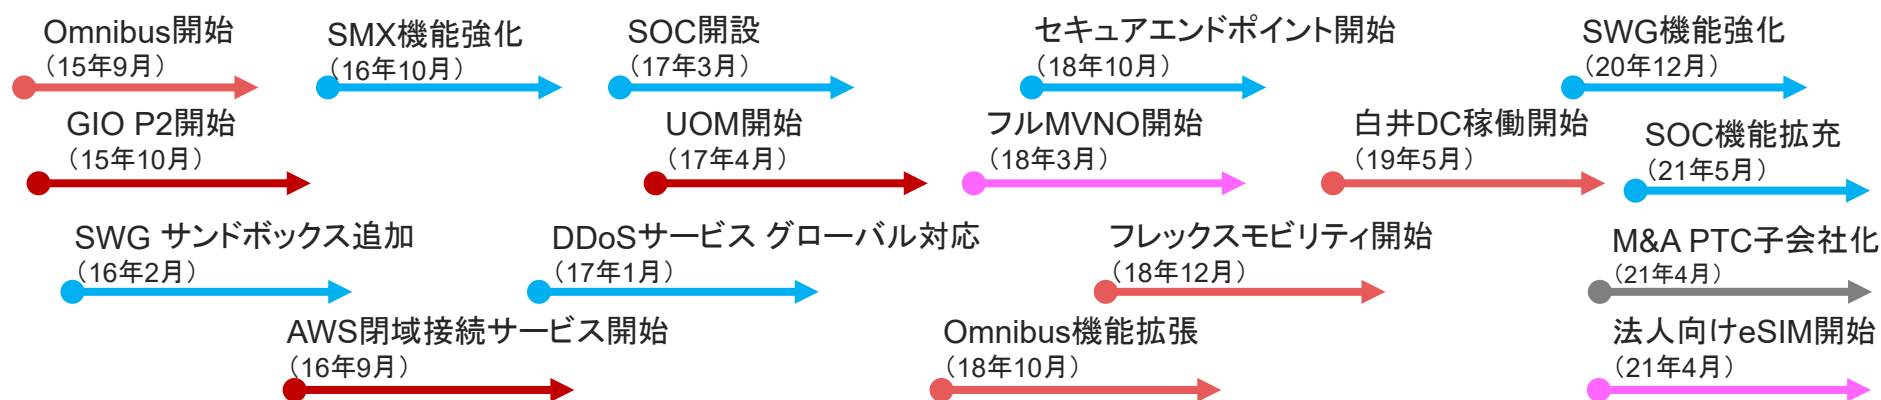 Omnibus開始
（15年9月）
SMX機能強化
（16年10月）
SOC開設
（17年3月）
セキュアエンドポイント開始
（18年10月）
SWG機能強化
（20年12月）
GIO P2開始
（15年10月）
UOM開始
（17年4月）
フルMVNO開始
（18年3月）
白井DC稼働開始
（19年5月）
SOC機能拡充
（21年5月）
SWG サンドボックス追加
（16年2月）
DDoSサービス グローバル対応
（17年1月）
フレックスモビリティ開始
（18年12月）
M&A PTC子会社化
（21年4月）
AWS閉域接続サービス開始
（16年9月）
Omnibus機能拡張
（18年10月）
法人向けeSIM開始
（21年4月）